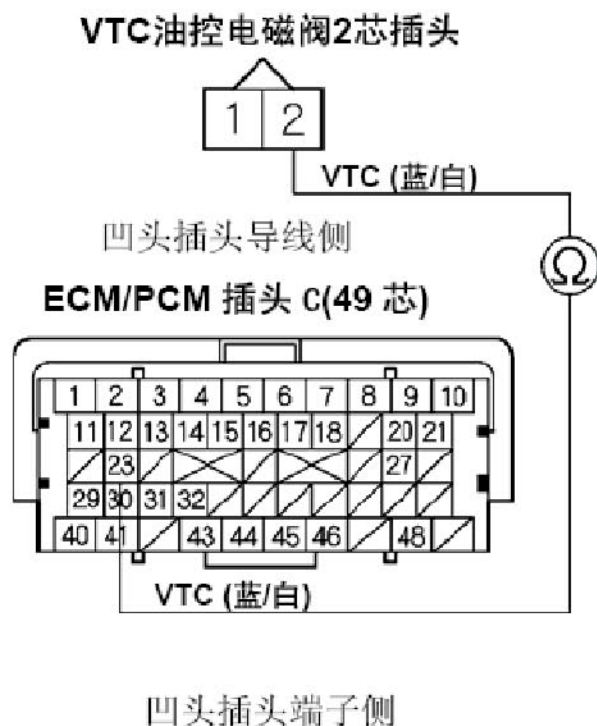 VTC油控电磁阀2芯插头
1 2
VTC (蓝/白)
凹头插头导线侧
Ω
ECM/PCM 插头 C(49 芯)
1 2 3 4 5 6 7 8 9 10
11 12 13 14 15 16 17 18 20 21
23 27
29 30 31 32
40 41 43 44 45 46 48
VTC (蓝/白)
凹头插头端子侧